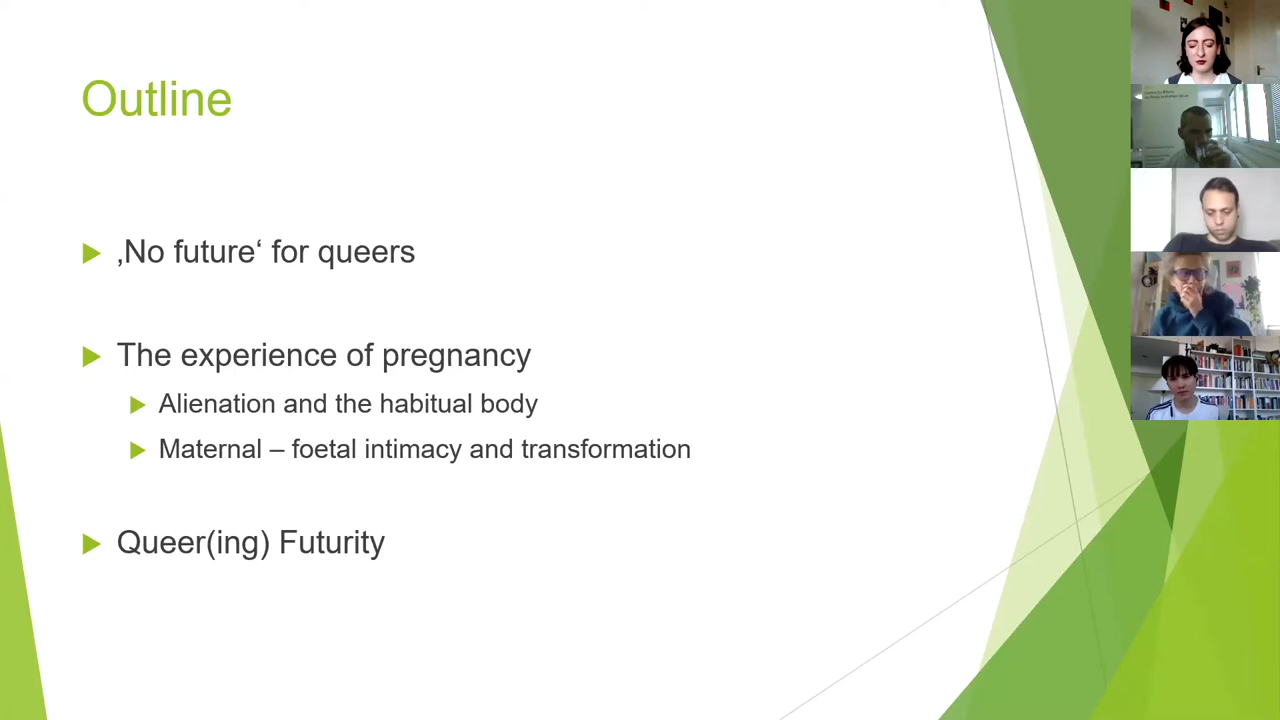 Outline
‚No future‘ for queers
The experience of pregnancy
Alienation and the habitual body
Maternal – foetal intimacy and transformation
Queer(ing) Futurity